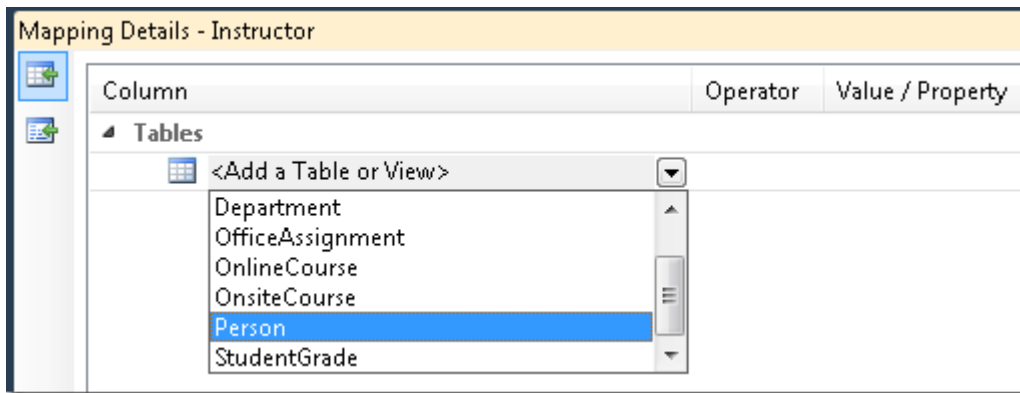 Mapping Details - Instructor
Column Operator Value / Property
Tables
<Add a Table or View>
Department
OfficeAssignment
OnlineCourse
OnsiteCourse
Person
StudentGrade